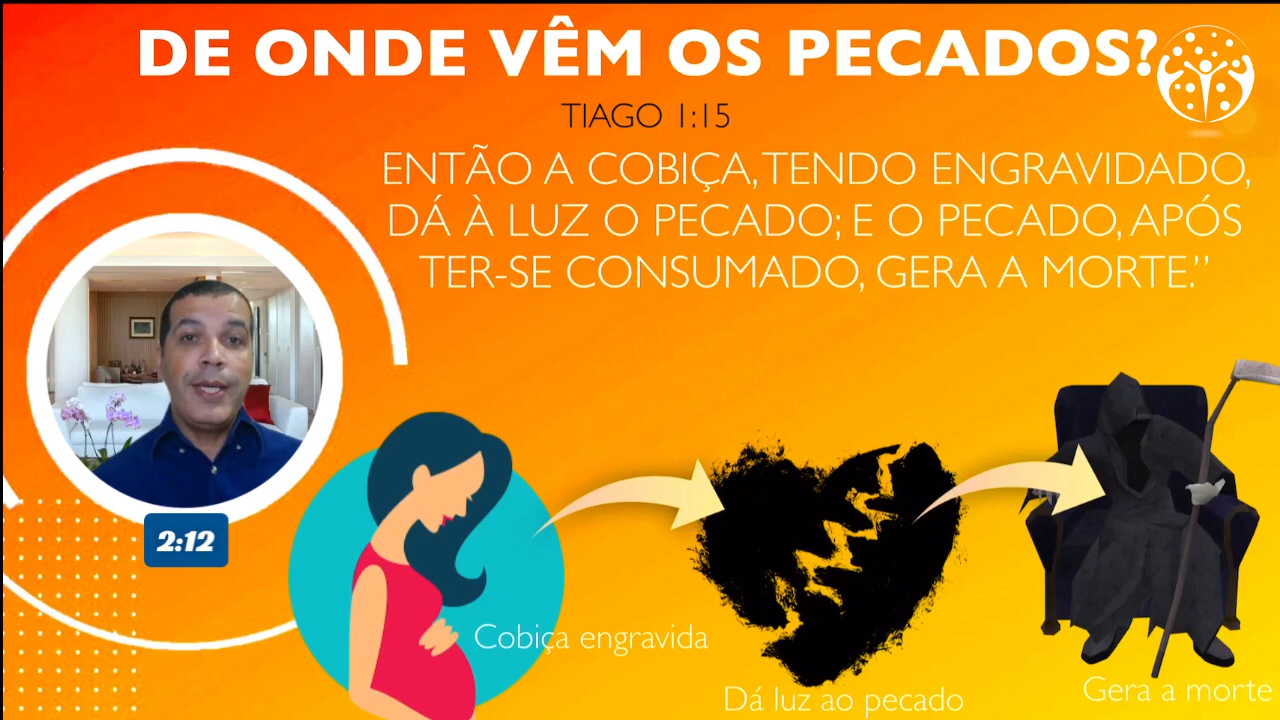 DE ONDE VÊM OS PECADOS?
TIAGO 1:15
ENTÃO A COBIÇA, TENDO ENGRAVIDADO,
DÁ À LUZ O PECADO; E O PECADO, APÓS
TER-SE CONSUMADO, GERA A MORTE.”
2:12
Cobiça engravida
Dá luz ao pecado
Gera a morte